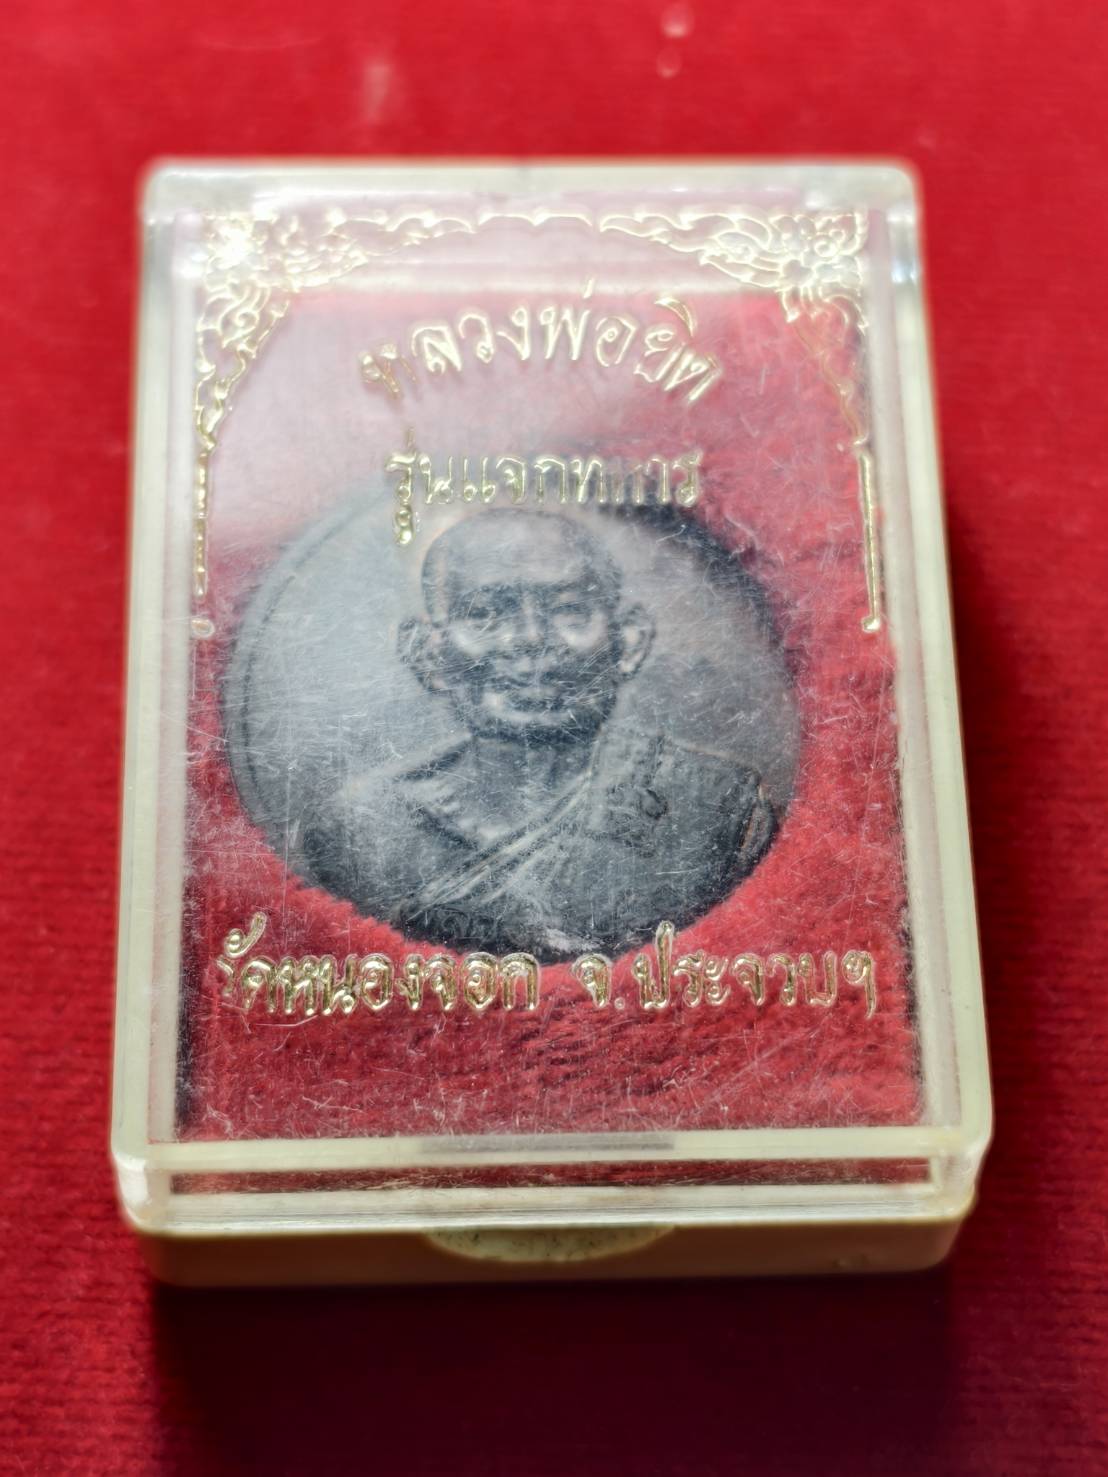 หลวงพ่อยิด
รุ่นแจกทหาร
วัดหนองจอก จ.ประจวบฯ